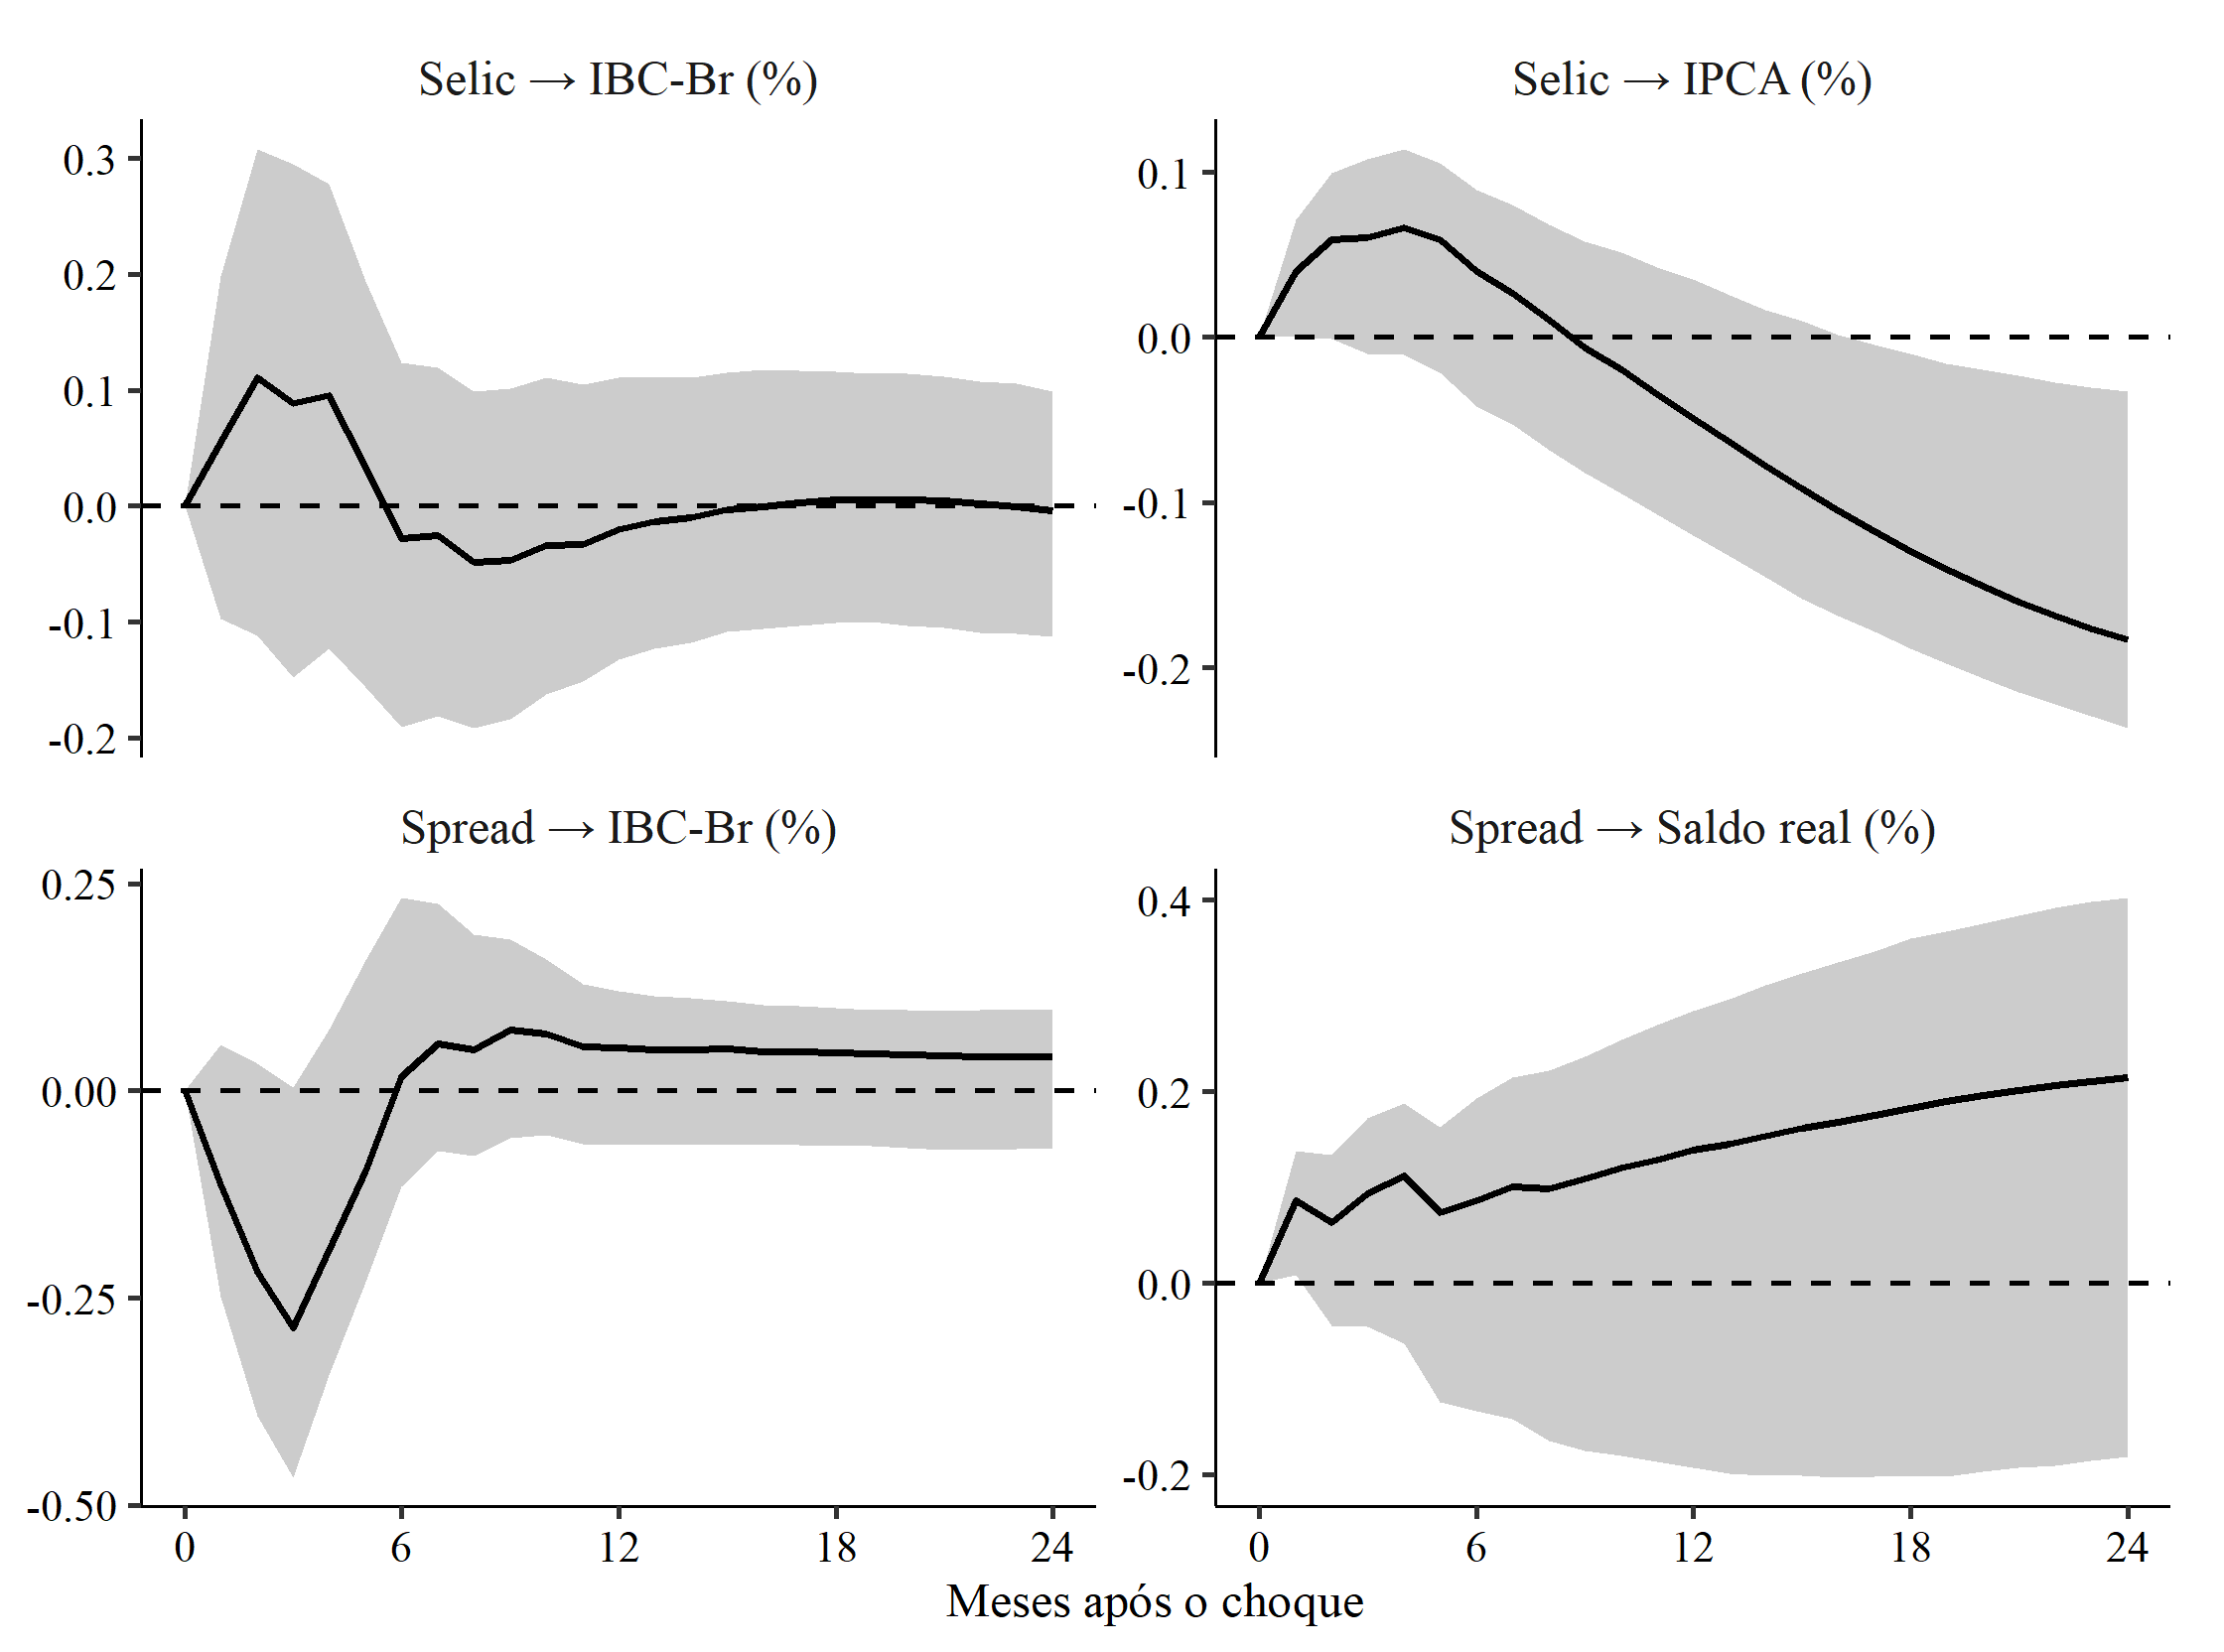 Selic → IBC-Br (%)
Selic → IPCA (%)
0.3
0.2
0.1
0.0
-0.1
-0.2
0.1
0.0
-0.1
-0.2
Spread → IBC-Br (%)
Spread → Saldo real (%)
0.25
0.00
-0.25
-0.50
0.4
0.2
0.0
-0.2
0 6 12 18 24
0 6 12 18 24
Meses após o choque